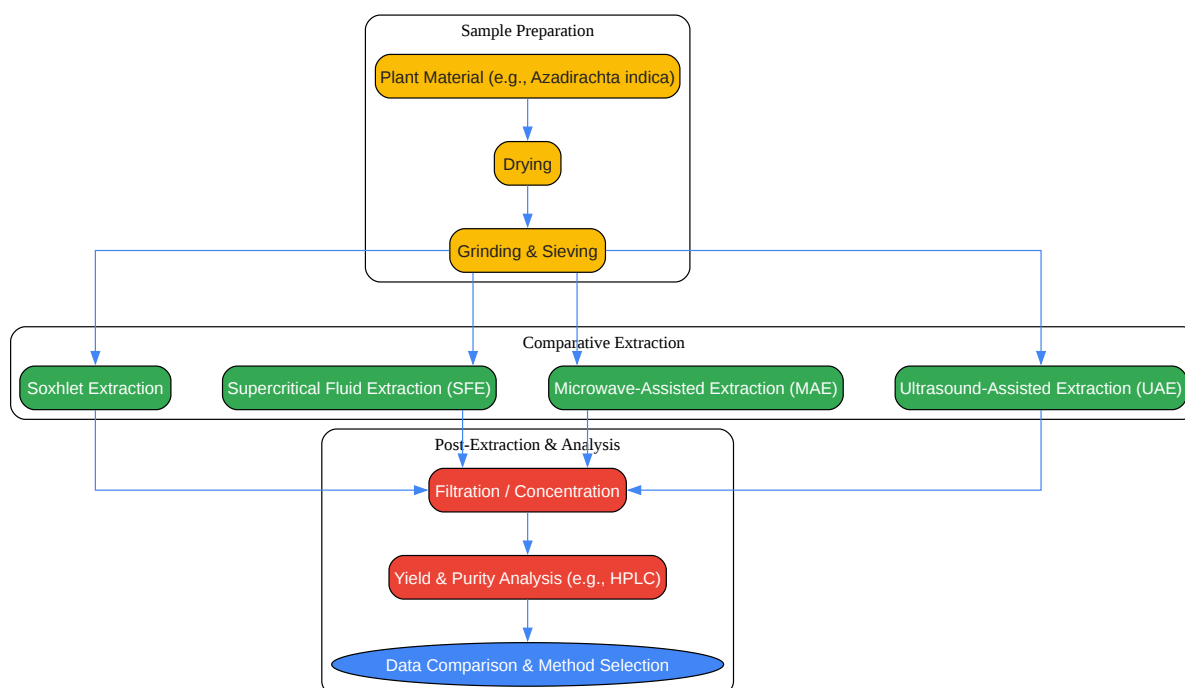 Sample Preparation
Plant Material (e.g., Azadirachta indica)
Drying
Grinding & Sieving
Comparative Extraction
Soxhlet Extraction
Supercritical Fluid Extraction (SFE)
Microwave-Assisted Extraction (MAE)
Ultrasound-Assisted Extraction (UAE)
Post-Extraction & Analysis
Filtration / Concentration
Yield & Purity Analysis (e.g., HPLC)
Data Comparison & Method Selection